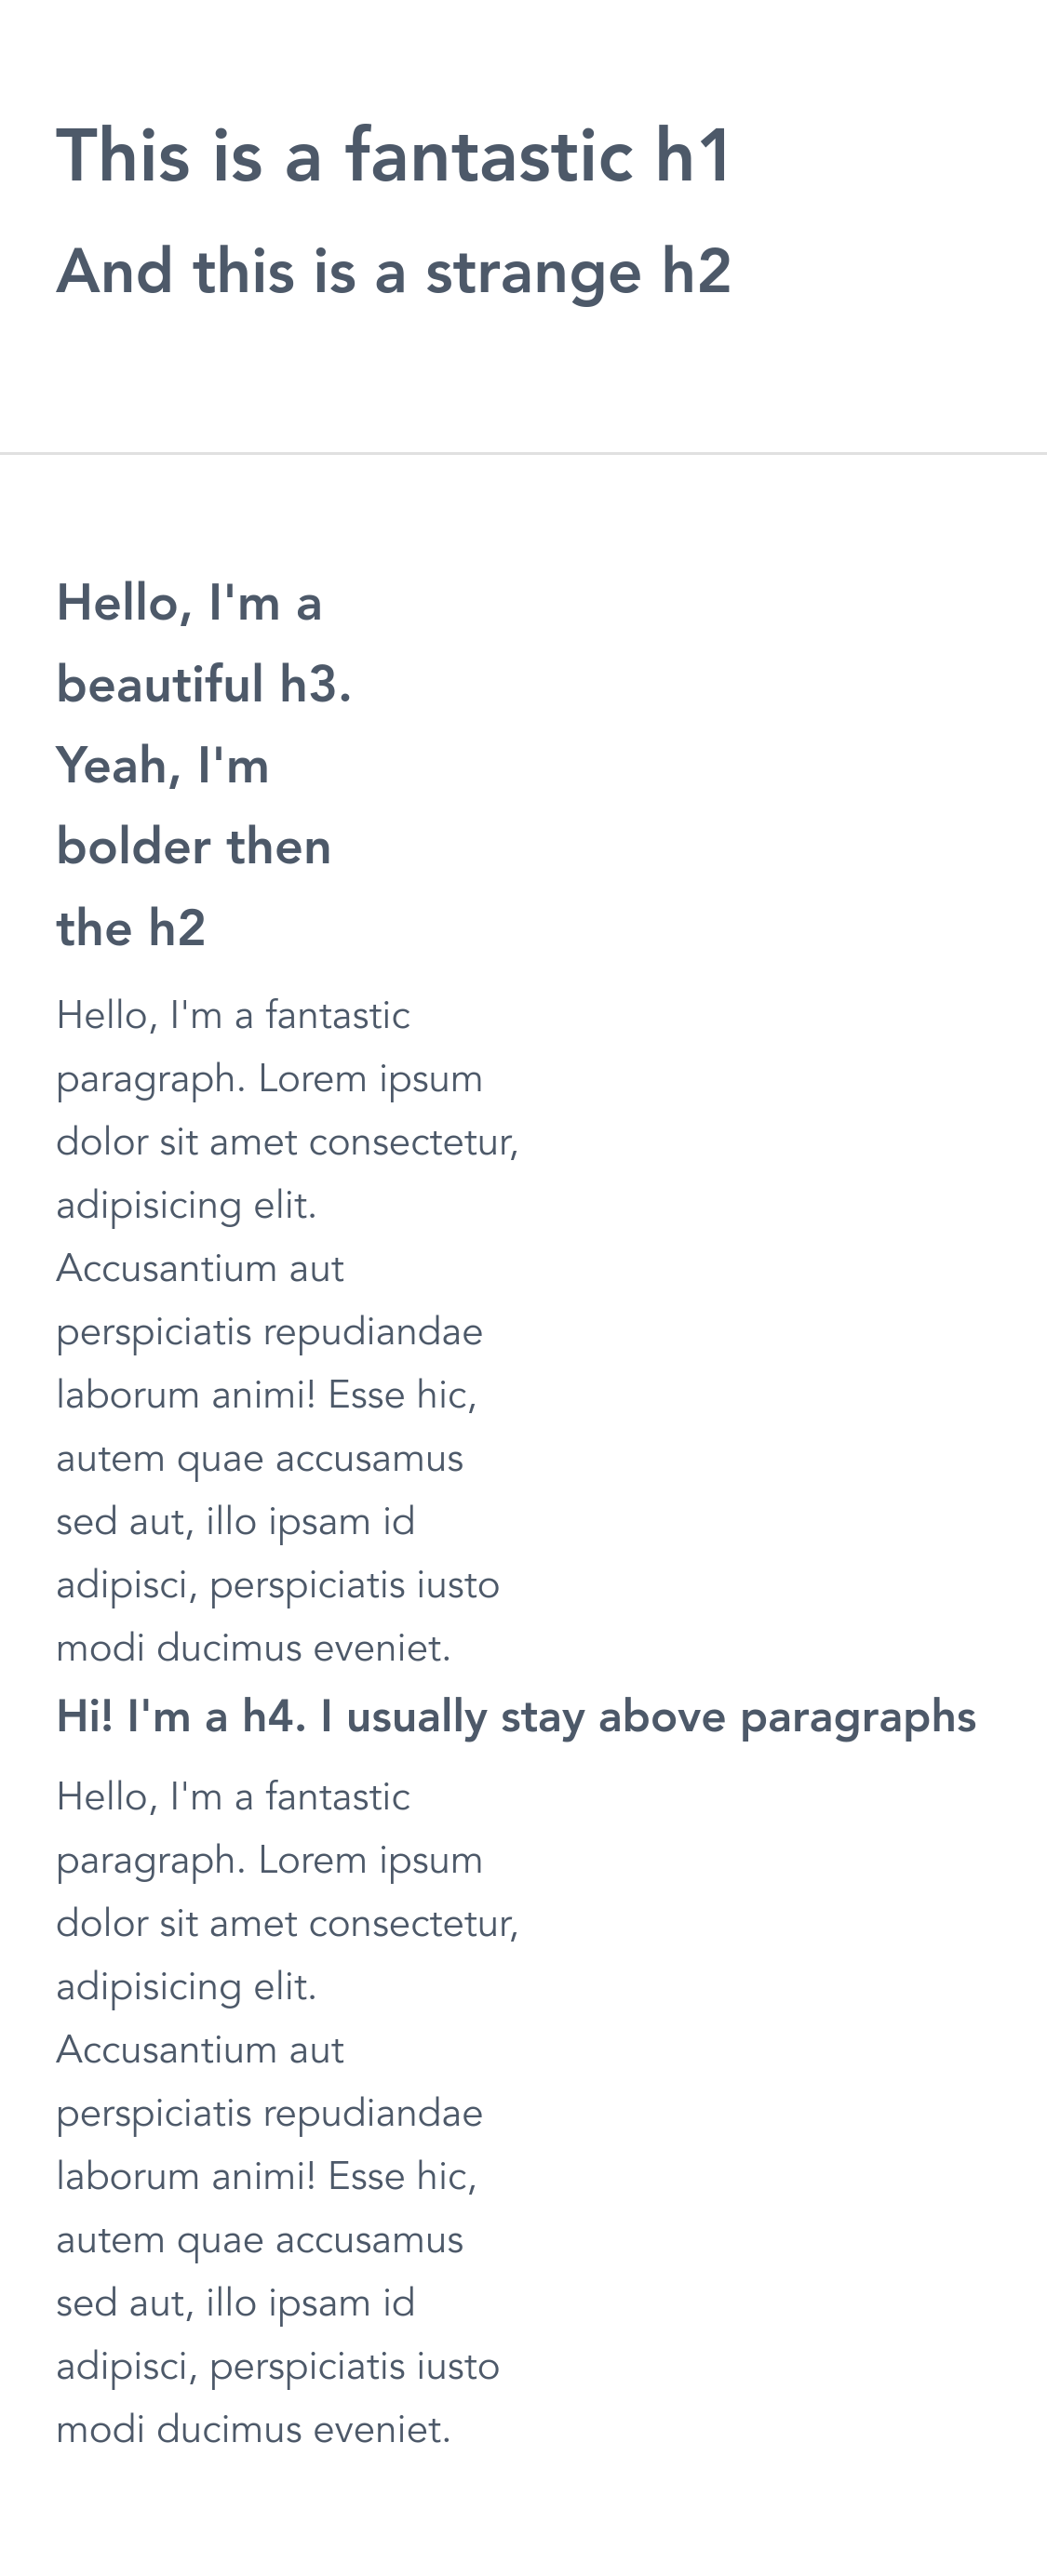 This is a fantastic h1
And this is a strange h2
Hello, I'm a
beautiful h3.
Yeah, I'm
bolder then
the h2
Hello, I'm a fantastic
paragraph. Lorem ipsum
dolor sit amet consectetur,
adipisicing elit.
Accusantium aut
perspiciatis repudiandae
laborum animi! Esse hic,
autem quae accusamus
sed aut, illo ipsam id
adipisci, perspiciatis iusto
modi ducimus eveniet.
Hi! I'm a h4. I usually stay above paragraphs
Hello, I'm a fantastic
paragraph. Lorem ipsum
dolor sit amet consectetur,
adipisicing elit.
Accusantium aut
perspiciatis repudiandae
laborum animi! Esse hic,
autem quae accusamus
sed aut, illo ipsam id
adipisci, perspiciatis iusto
modi ducimus eveniet.